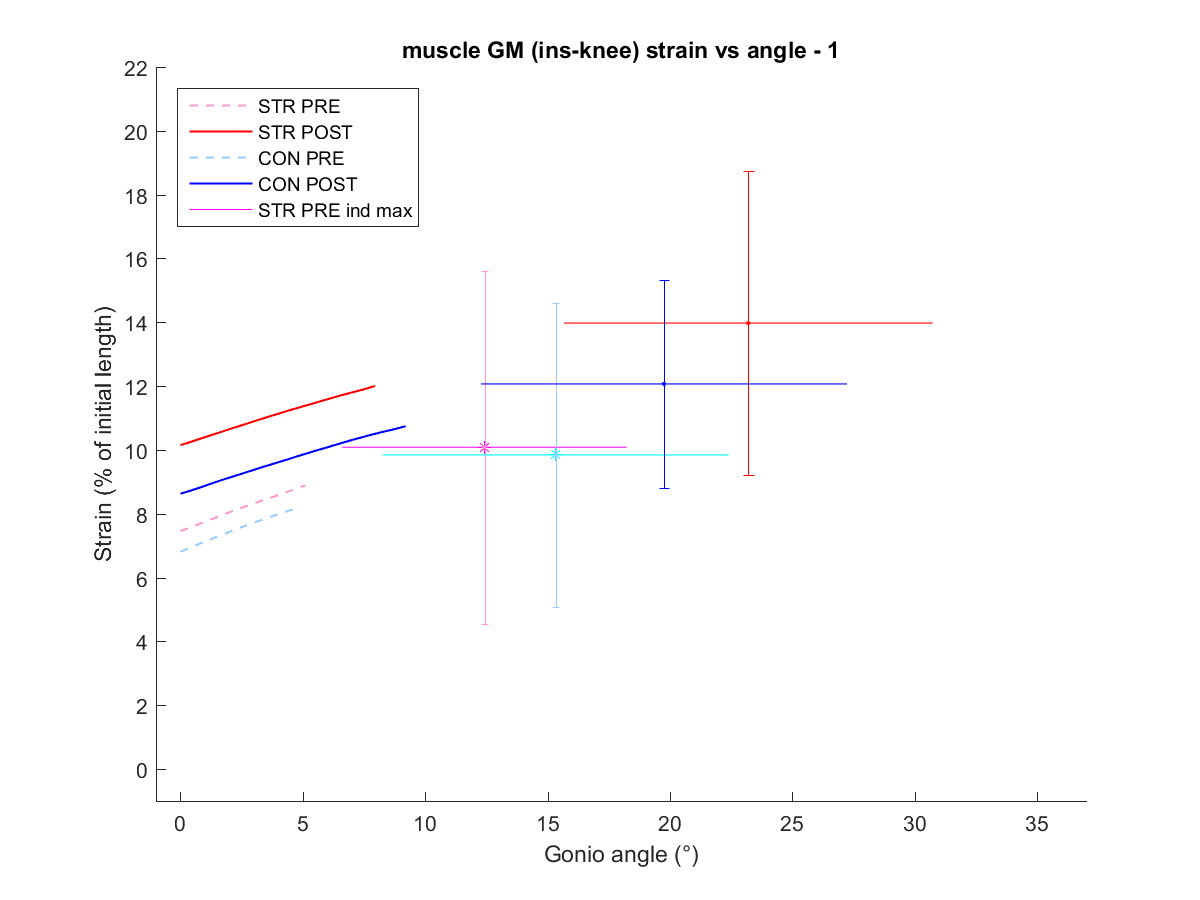 muscle GM (ins-knee) strain vs angle - 1
22
20
18
16
14
12
10
8
6
4
2
0
Strain (% of initial length)
STR PRE
STR POST
CON PRE
CON POST
STR PRE ind max
0 5 10 15 20 25 30 35
Gonio angle (°)